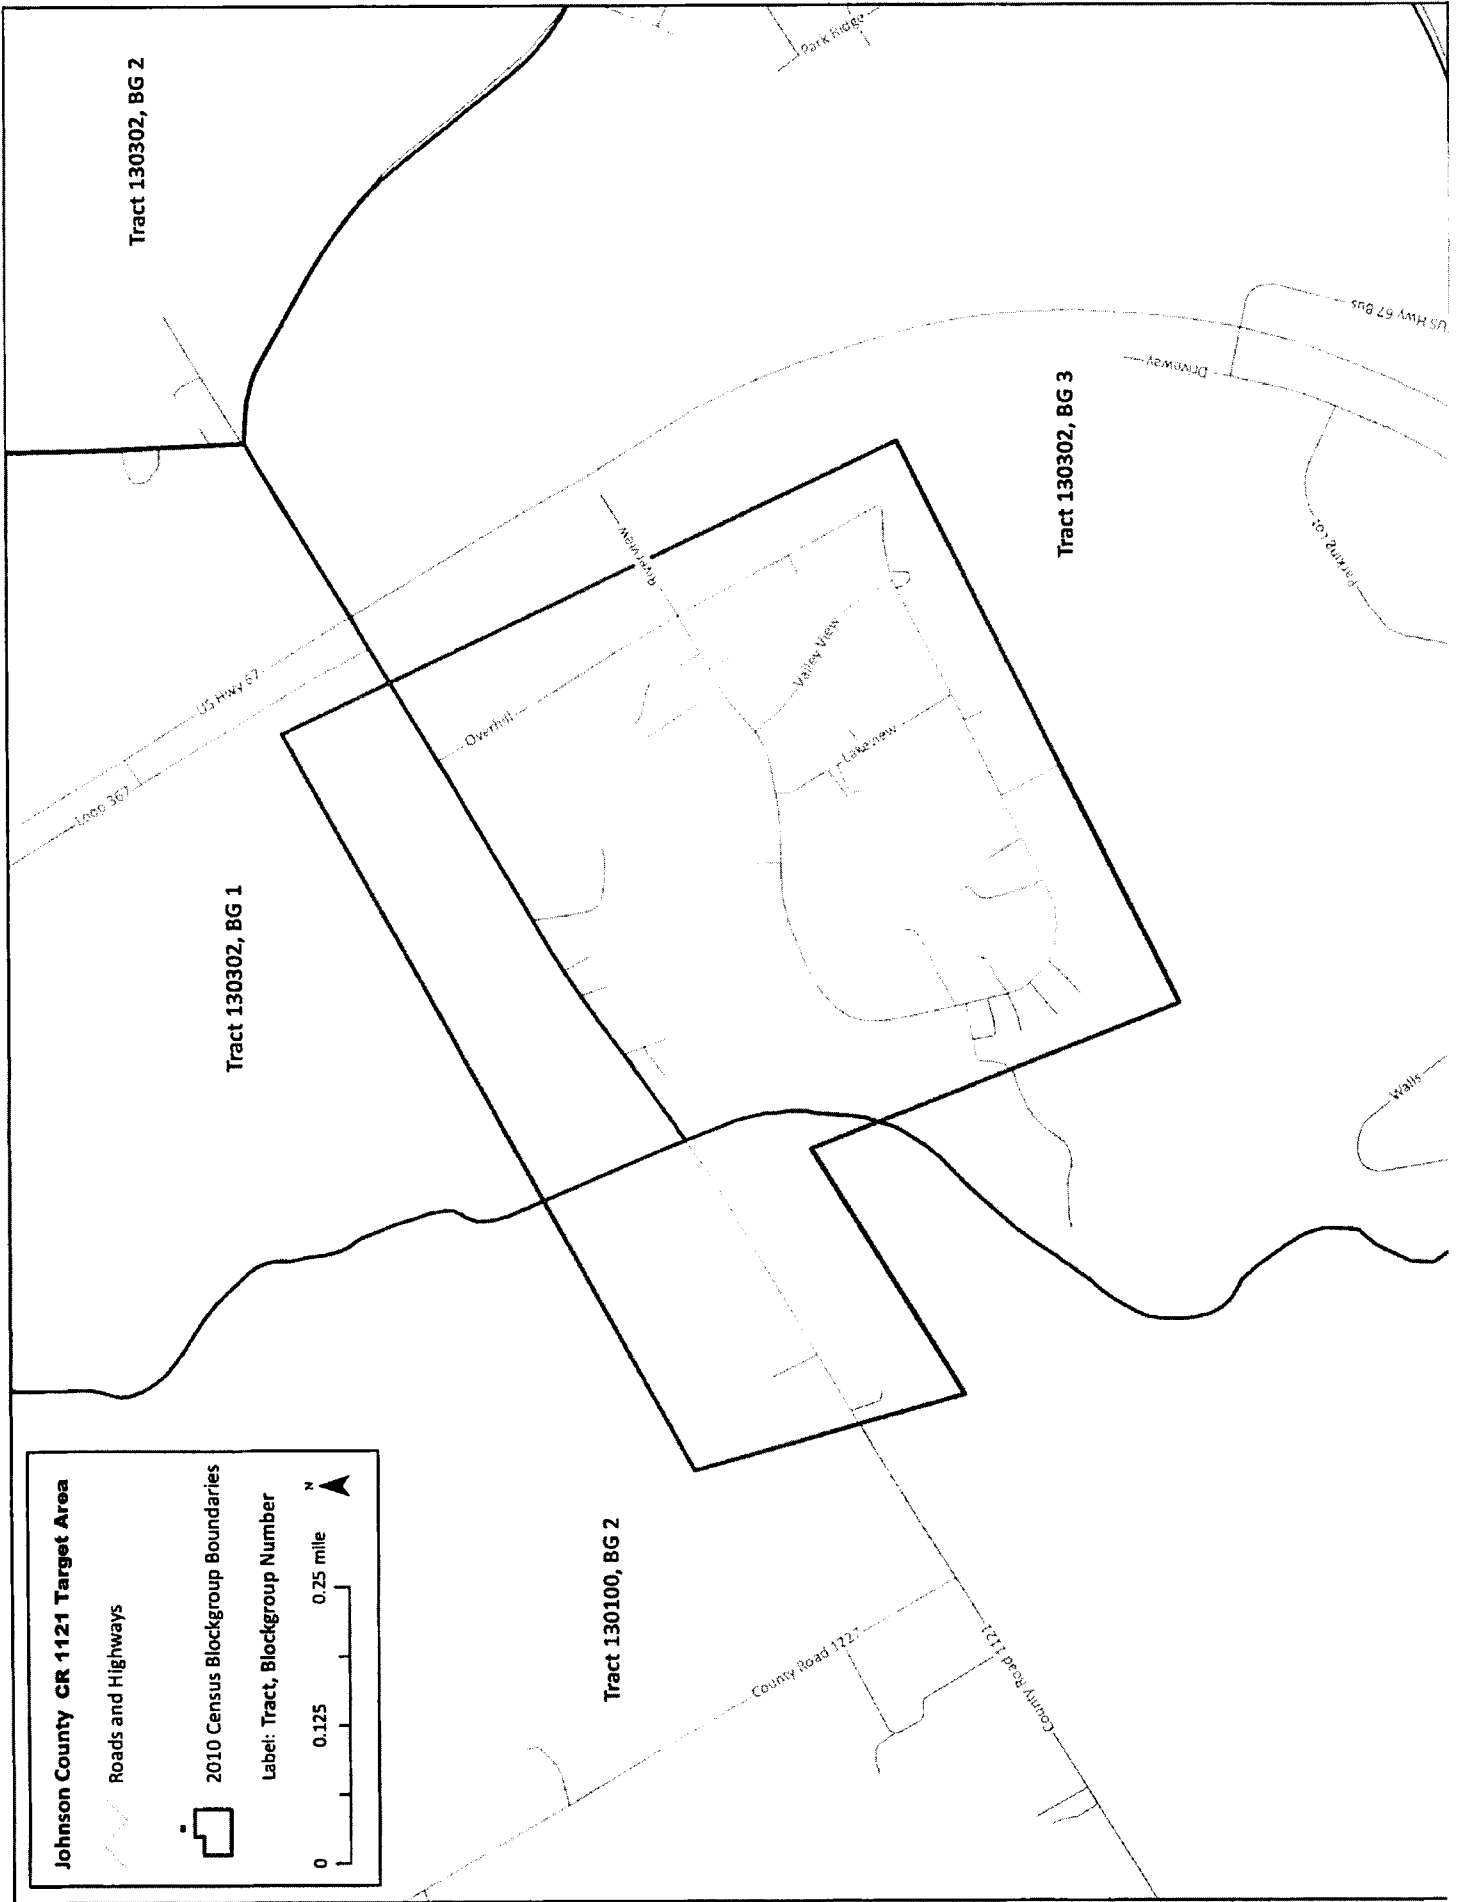 Johnson County CR 1121 Target Area
Roads and Highways
2010 Census Blockgroup Boundaries
Label: Tract, Blockgroup Number
0 0.125 0.25 mile
N
Tract 130302, BG 2
Tract 130302, BG 1
Tract 130302, BG 3
Tract 130100, BG 2
Park Ridge
US Hwy 67
Loop 367
Overhill
Riverview
Valley View
Lakeview
Driveway
US Hwy 67 Bus
US
Parking Lot
Walls
County Road 1227
County Road 1121